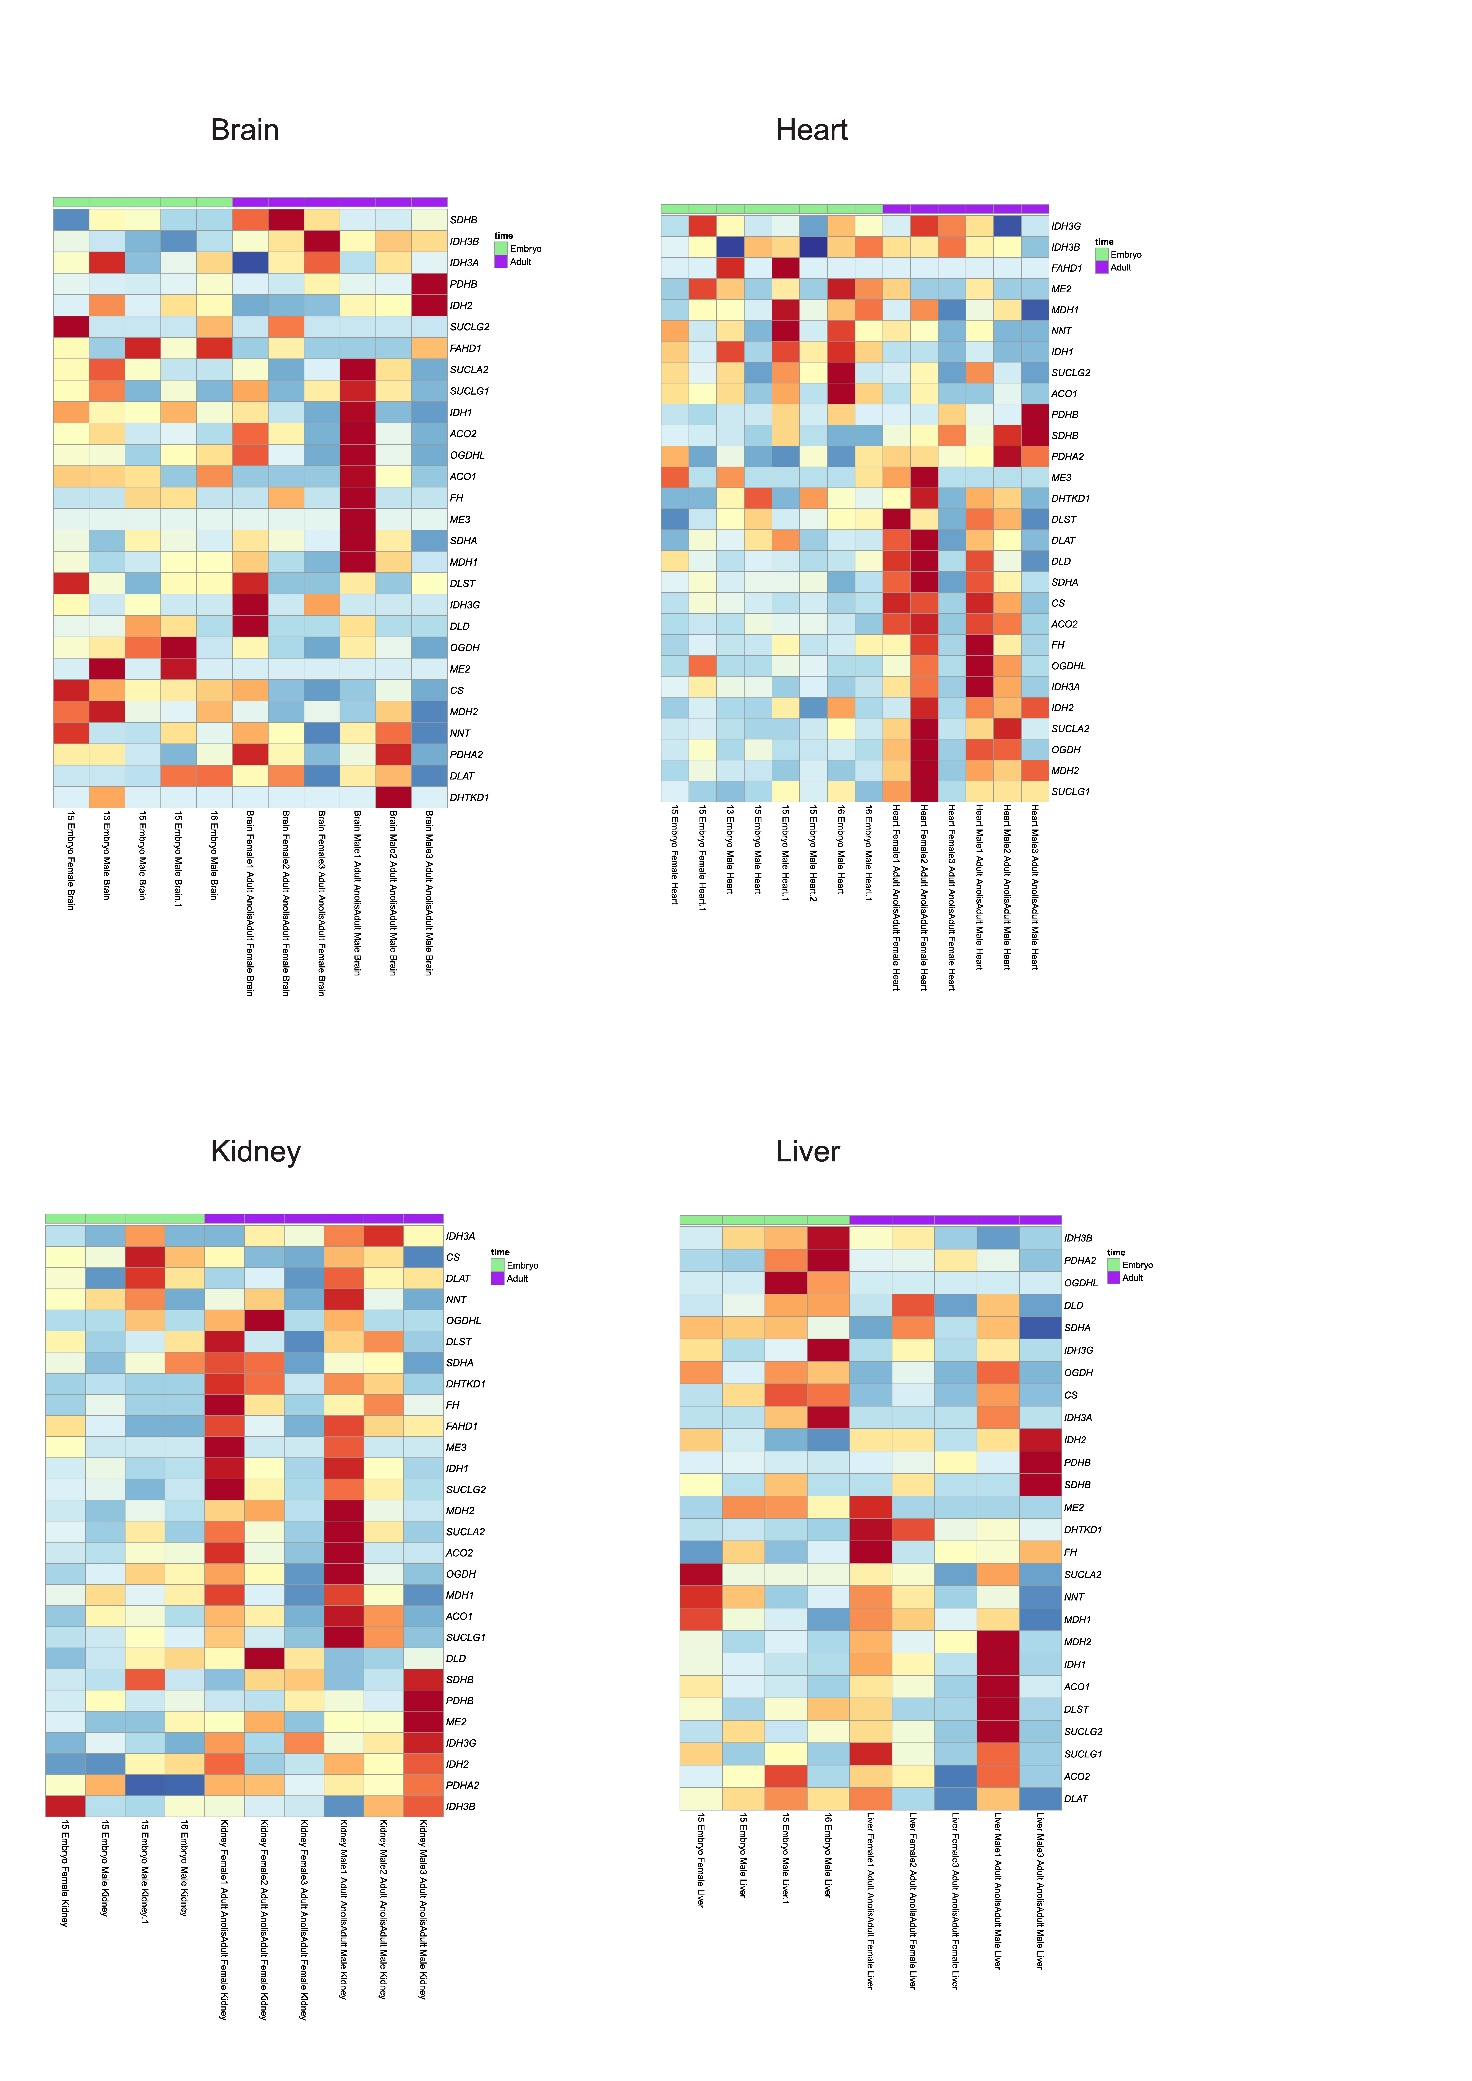 Brain
SDHB
IDH3B
IDH3A
PDHB
IDH2
SUCLG2
FAHD1
SUCLA2
SUCLG1
IDH1
ACO2
OGDHL
ACO1
FH
ME3
SDHA
MDH1
DLST
IDH3G
DLD
OGDH
ME2
CS
MDH2
NNT
PDHA2
DLAT
DHTKD1
time
Embryo
Adult
15 Embryo Female Brain
13 Embryo Male Brain
15 Embryo Male Brain
15 Embryo Male Brain.1
16 Embryo Male Brain
Brain Female1 Adult AnolisAdult Female Brain
Brain Female2 Adult AnolisAdult Female Brain
Brain Female3 Adult AnolisAdult Female Brain
Brain Male1 Adult AnolisAdult Male Brain
Brain Male2 Adult AnolisAdult Male Brain
Brain Male3 Adult AnolisAdult Male Brain
Heart
IDH3G
IDH3B
FAHD1
ME2
MDH1
NNT
IDH1
SUCLG2
ACO1
PDHB
SDHB
PDHA2
ME3
DHTKD1
DLST
DLAT
DLD
SDHA
CS
ACO2
FH
OGDHL
IDH3A
IDH2
SUCLA2
OGDH
MDH2
SUCLG1
time
Embryo
Adult
15 Embryo Female Heart
15 Embryo Female Heart.1
13 Embryo Male Heart
15 Embryo Male Heart
15 Embryo Male Heart.1
15 Embryo Male Heart.2
16 Embryo Male Heart
16 Embryo Male Heart.1
Heart Female1 Adult AnolisAdult Female Heart
Heart Female2 Adult AnolisAdult Female Heart
Heart Female3 Adult AnolisAdult Female Heart
Heart Male1 Adult AnolisAdult Male Heart
Heart Male2 Adult AnolisAdult Male Heart
Heart Male3 Adult AnolisAdult Male Heart
Kidney
IDH3A
CS
DLAT
NNT
OGDHL
DLST
SDHA
DHTKD1
FH
FAHD1
ME3
IDH1
SUCLG2
MDH2
SUCLA2
ACO2
OGDH
MDH1
ACO1
SUCLG1
DLD
SDHB
PDHB
ME2
IDH3G
IDH2
PDHA2
IDH3B
time
Embryo
Adult
15 Embryo Female Kidney
15 Embryo Male Kidney
15 Embryo Male Kidney.1
16 Embryo Male Kidney
Kidney Female1 Adult AnolisAdult Female Kidney
Kidney Female2 Adult AnolisAdult Female Kidney
Kidney Female3 Adult AnolisAdult Female Kidney
Kidney Male1 Adult AnolisAdult Male Kidney
Kidney Male2 Adult AnolisAdult Male Kidney
Kidney Male3 Adult AnolisAdult Male Kidney
Liver
IDH3B
PDHA2
OGDHL
DLD
SDHA
IDH3G
OGDH
CS
IDH3A
IDH2
PDHB
SDHB
ME2
DHTKD1
FH
SUCLA2
NNT
MDH1
MDH2
IDH1
ACO1
DLST
SUCLG2
SUCLG1
ACO2
DLAT
time
Embryo
Adult
15 Embryo Female Liver
15 Embryo Male Liver
15 Embryo Male Liver.1
16 Embryo Male Liver
Liver Female1 Adult AnolisAdult Female Liver
Liver Female2 Adult AnolisAdult Female Liver
Liver Female3 Adult AnolisAdult Female Liver
Liver Male1 Adult AnolisAdult Male Liver
Liver Male3 Adult AnolisAdult Male Liver